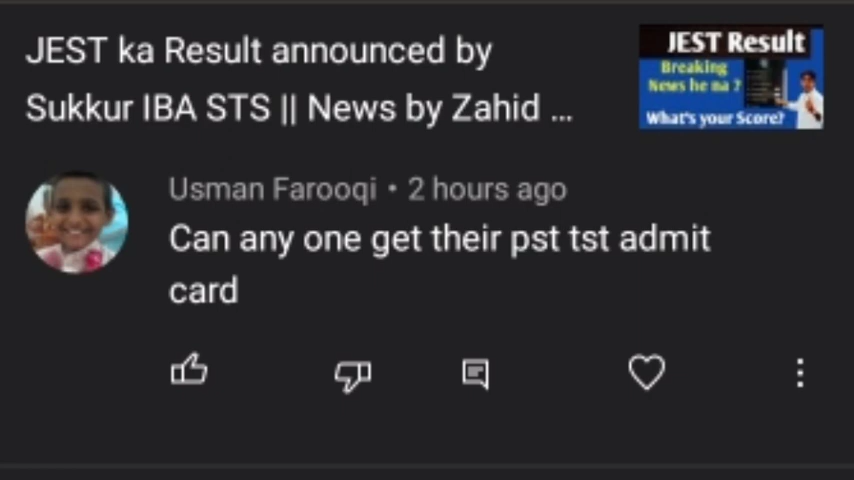 JEST ka Result announced by
Sukkur IBA STS || News by Zahid ...
JEST Result
Breaking
News he na ?
What's your Score?
Usman Farooqi • 2 hours ago
Can any one get their pst tst admit
card